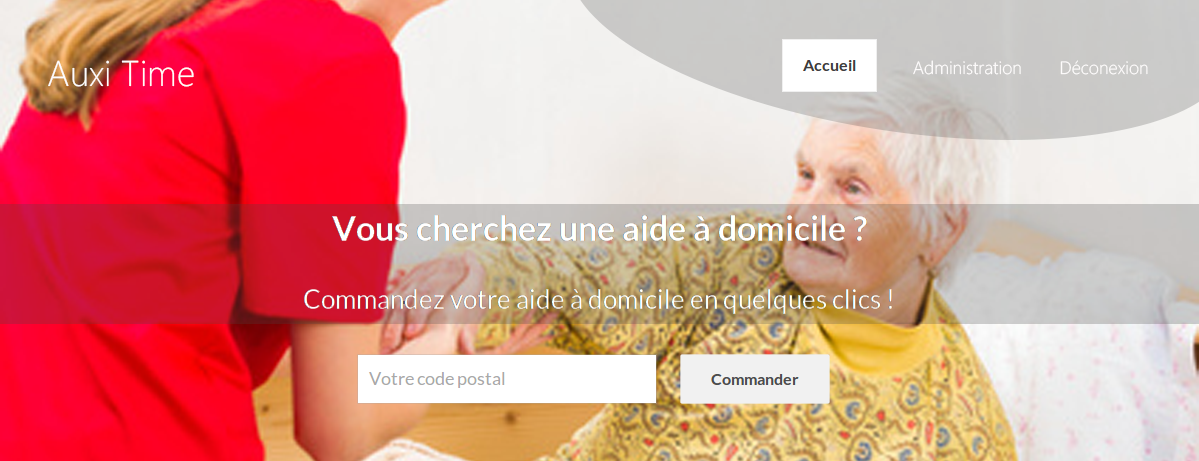 Auxi Time
Accueil
Administration
Déconexion
Vous cherchez une aide à domicile ?
Commandez votre aide à domicile en quelques clics !
Votre code postal
Commander